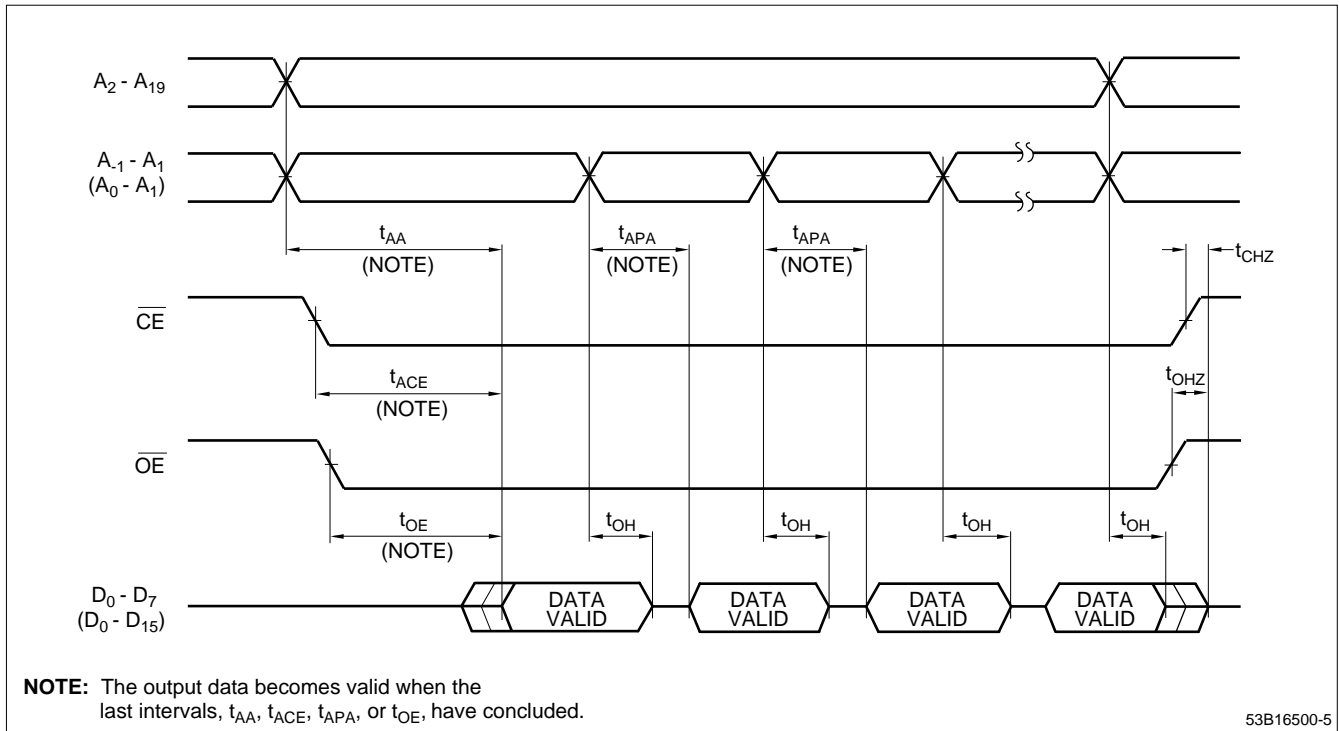 A2 - A19
A-1 - A1
(A0 - A1)
tAA
(NOTE)
tAPA
(NOTE)
tAPA
(NOTE)
tCHZ
CE
tACE
(NOTE)
tOHZ
OE
tOE
(NOTE)
tOH
tOH
tOH
tOH
D0 - D7
(D0 - D15)
DATA
VALID
DATA
VALID
DATA
VALID
DATA
VALID
NOTE: The output data becomes valid when the
last intervals, tAA, tACE, tAPA, or tOE, have concluded.
53B16500-5